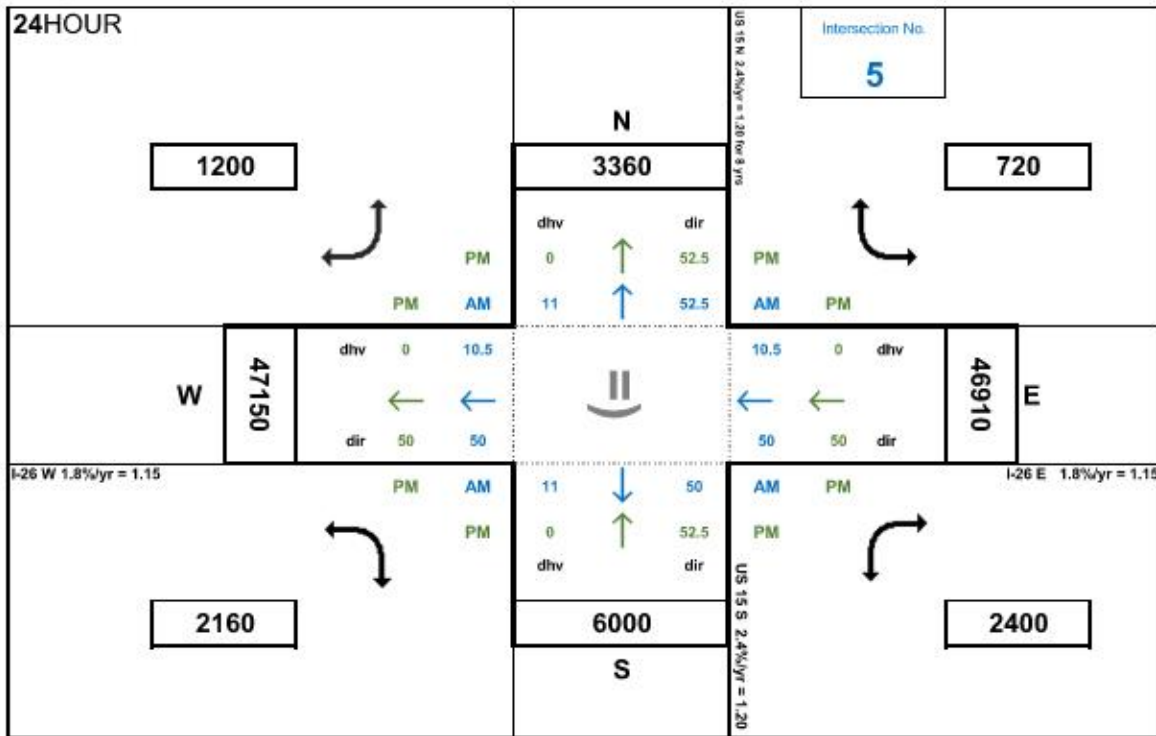 24HOUR
Intersection No.
5
US 15 N 2.4%/yr = 1.20 for 8 yrs
N
1200
3360
720
dhv dir
PM 0 52.5 PM
PM AM 11 52.5 AM PM
dhv 0 10.5 10.5 0 dhv
W 47150 46910 E
dir 50 50 50 50 dir
I-26 W 1.8%/yr = 1.15
I-26 E 1.8%/yr = 1.15
PM AM 11 50 AM PM
PM 0 52.5 PM
dhv dir
US 15 S 2.4%/yr = 1.20
2160
6000
2400
S